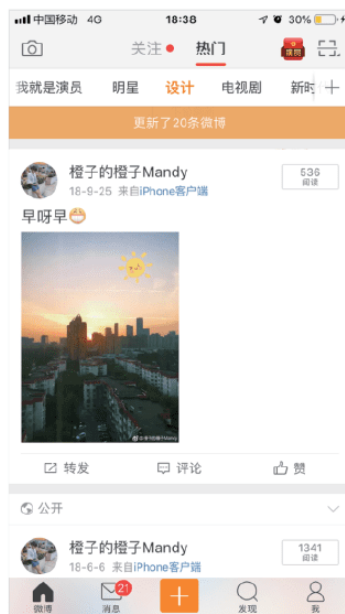 中国移动 4G 18:38 30%
关注 热门
我就是演员 明星 设计 电视剧 新时
更新了20条微博
橙子的橙子Mandy
536
阅读
18-9-25 来自iPhone客户端
早呀早
转发 评论 赞
公开
橙子的橙子Mandy
1341
阅读
18-6-6 来自iPhone客户端
21
微博 消息 发现 我